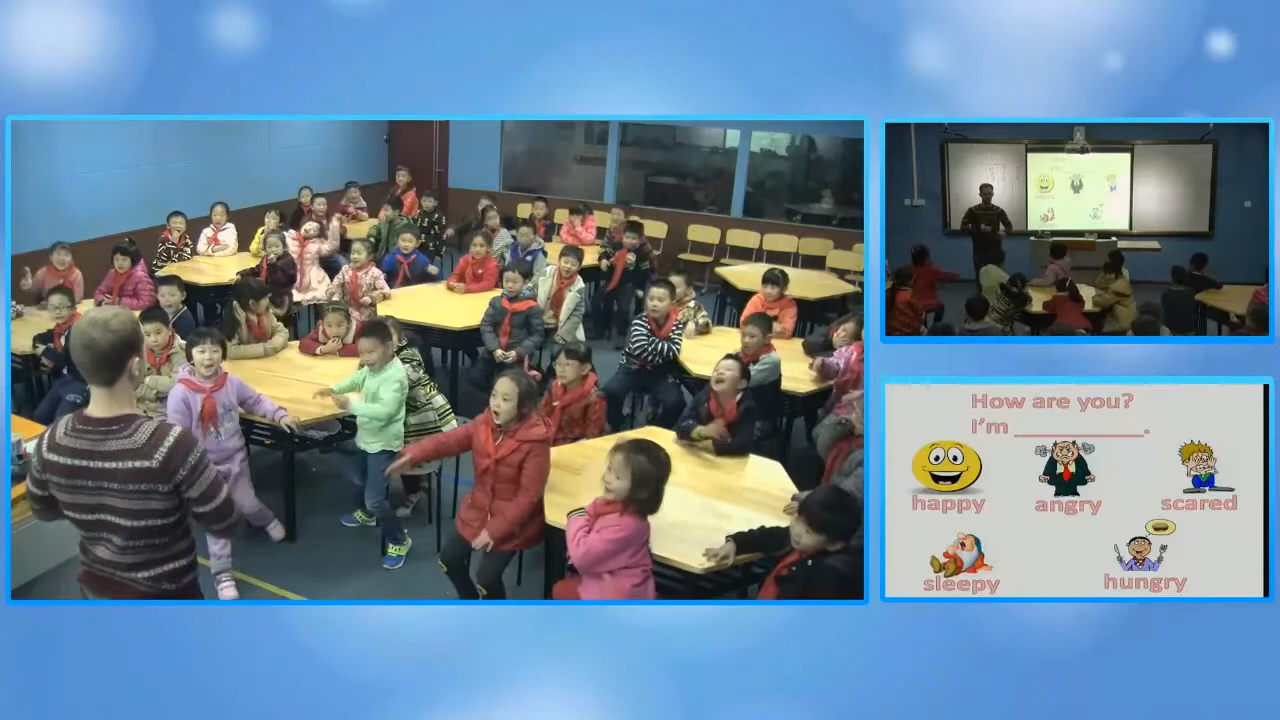 How are you?
I'm ___________.
happy
angry
scared
sleepy
hungry